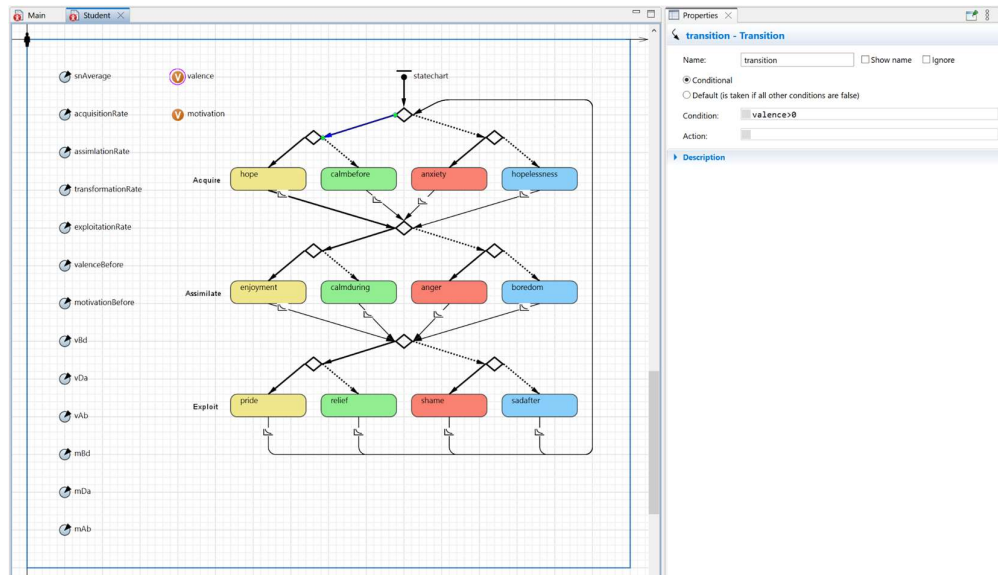 Main
Student
snAverage
valence
statechart
acquisitionRate
motivation
assimlationRate
transformationRate
Acquire
hope
calmbefore
anxiety
hopelessness
exploitationRate
valenceBefore
Assimilate
enjoyment
calmduring
anger
boredom
motivationBefore
vBd
vDa
Exploit
pride
relief
shame
sadafter
vAb
mBd
mDa
mAb
Properties
transition - Transition
Name:
transition
Show name
Ignore
Conditional
Default (is taken if all other conditions are false)
Condition:
valence>0
Action:
Description